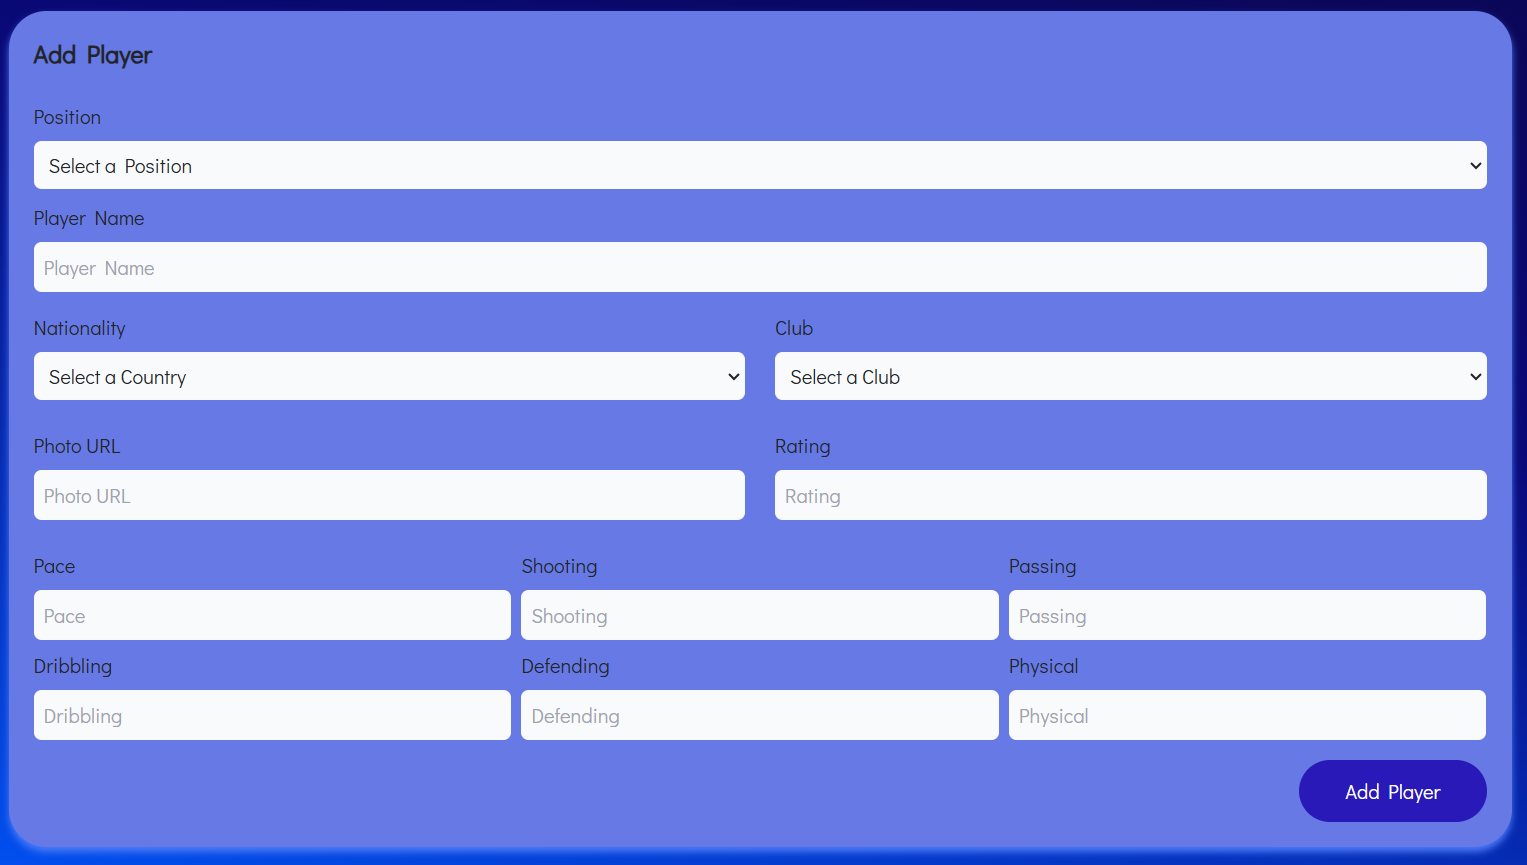 Add Player
Position
Select a Position
Player Name
Player Name
Nationality Club
Select a Country Select a Club
Photo URL Rating
Photo URL Rating
Pace Shooting Passing
Pace Shooting Passing
Dribbling Defending Physical
Dribbling Defending Physical
Add Player